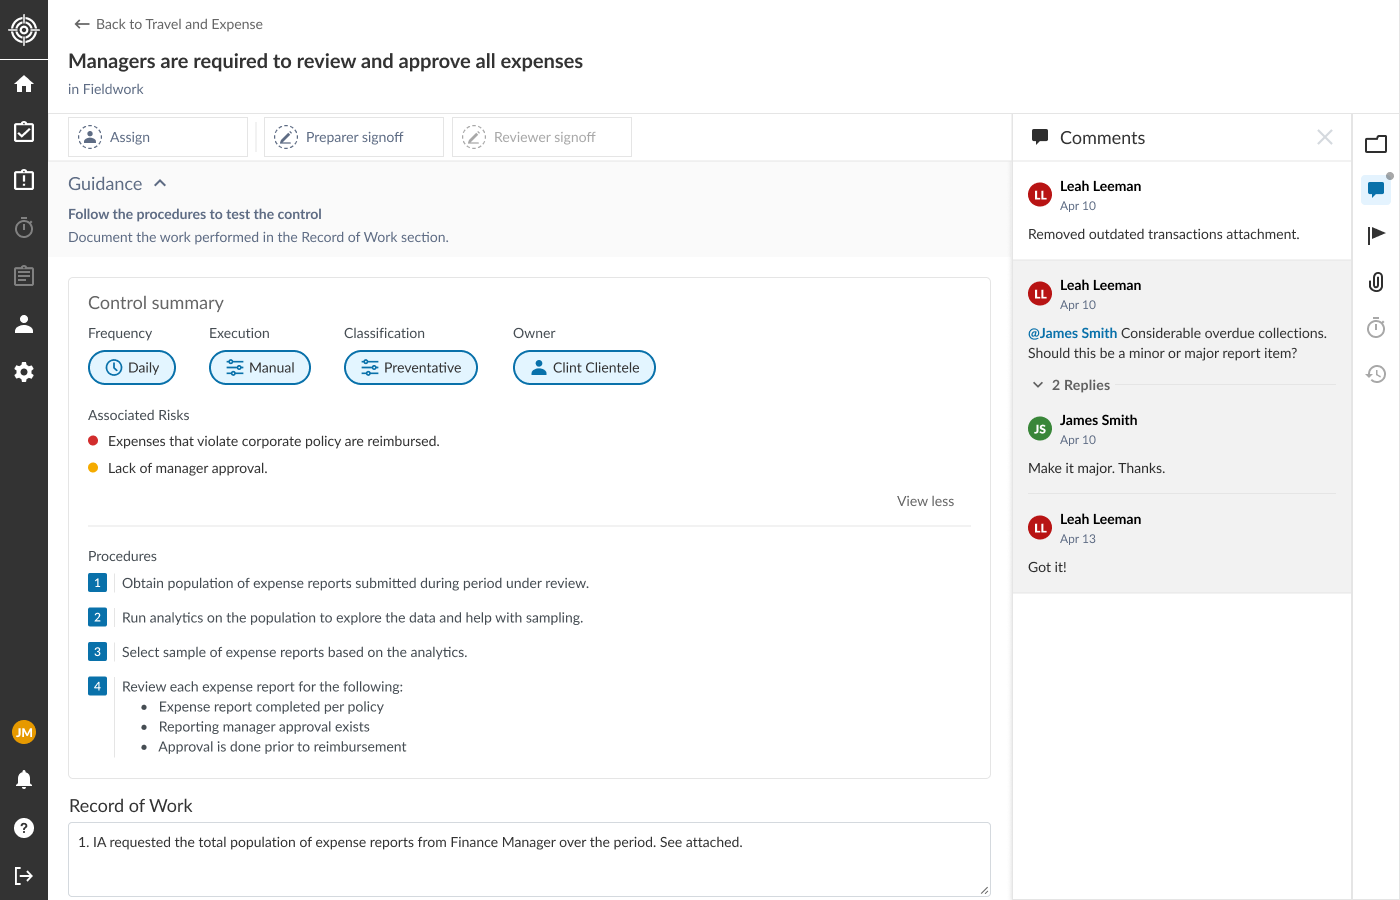 Back to Travel and Expense
Managers are required to review and approve all expenses
in Fieldwork
Assign
Preparer signoff
Reviewer signoff
Guidance
Follow the procedures to test the control
Document the work performed in the Record of Work section.
Control summary
Frequency
Execution
Classification
Owner
Daily
Manual
Preventative
Clint Clientele
Associated Risks
Expenses that violate corporate policy are reimbursed.
Lack of manager approval.
View less
Procedures
1 Obtain population of expense reports submitted during period under review.
2 Run analytics on the population to explore the data and help with sampling.
3 Select sample of expense reports based on the analytics.
4 Review each expense report for the following:
• Expense report completed per policy
• Reporting manager approval exists
• Approval is done prior to reimbursement
Record of Work
1. IA requested the total population of expense reports from Finance Manager over the period. See attached.
Comments
LL Leah Leeman
Apr 10
Removed outdated transactions attachment.
LL Leah Leeman
Apr 10
@James Smith Considerable overdue collections.
Should this be a minor or major report item?
2 Replies
JS James Smith
Apr 10
Make it major. Thanks.
LL Leah Leeman
Apr 13
Got it!
JM